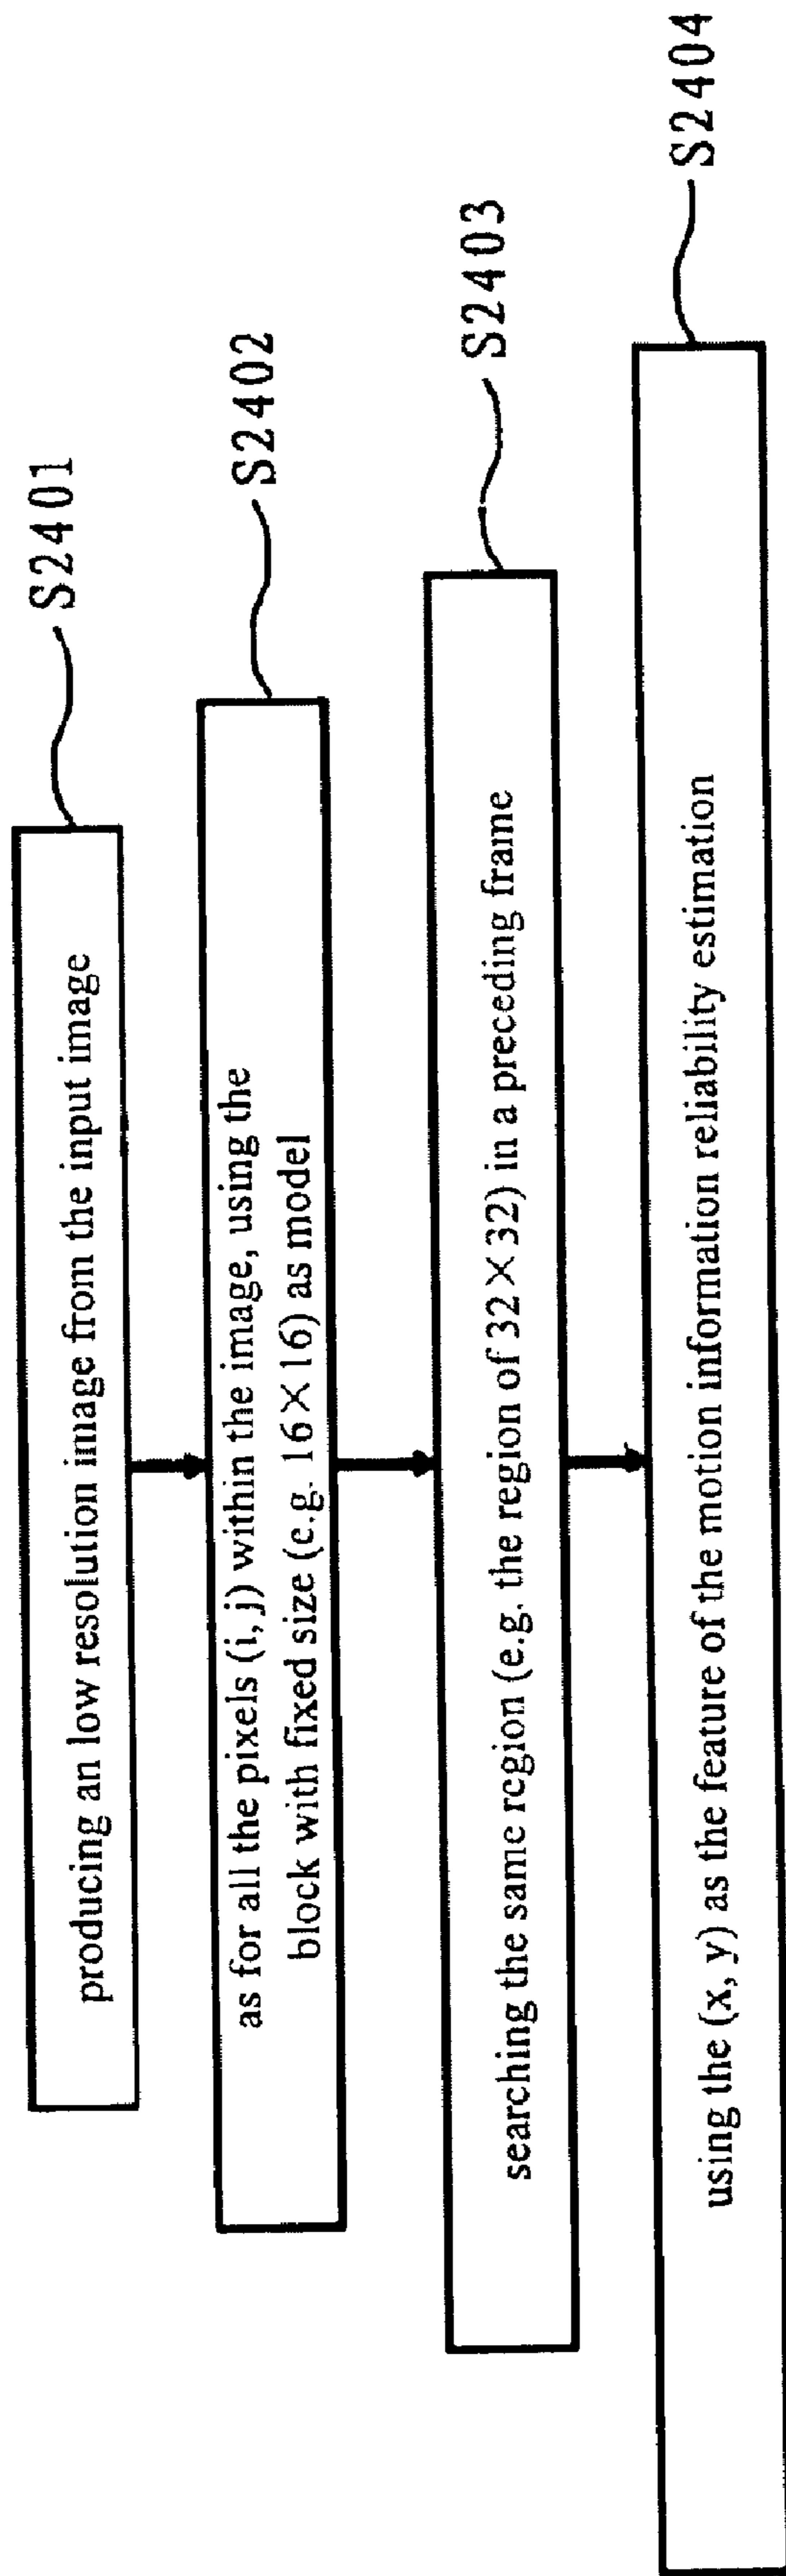 producing an low resolution image from the input image
S2401
as for all the pixels (i, j) within the image, using the
block with fixed size (e.g. 16×16) as model
S2402
searching the same region (e.g. the region of 32×32) in a preceding frame
S2403
using the (x, y) as the feature of the motion information reliability estimation
S2404